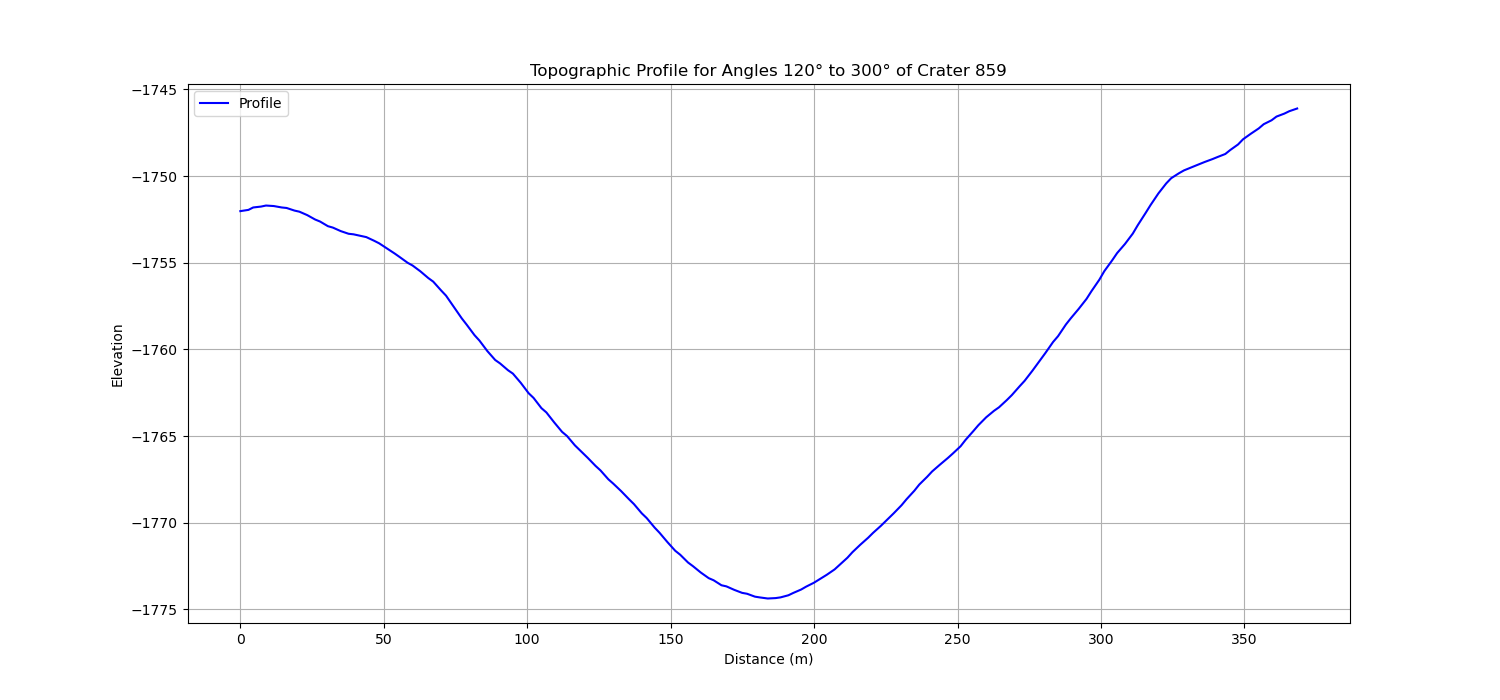 Topographic Profile for Angles 120° to 300° of Crater 859
Profile
Elevation
−1745
−1750
−1755
−1760
−1765
−1770
−1775
0 50 100 150 200 250 300 350
Distance (m)